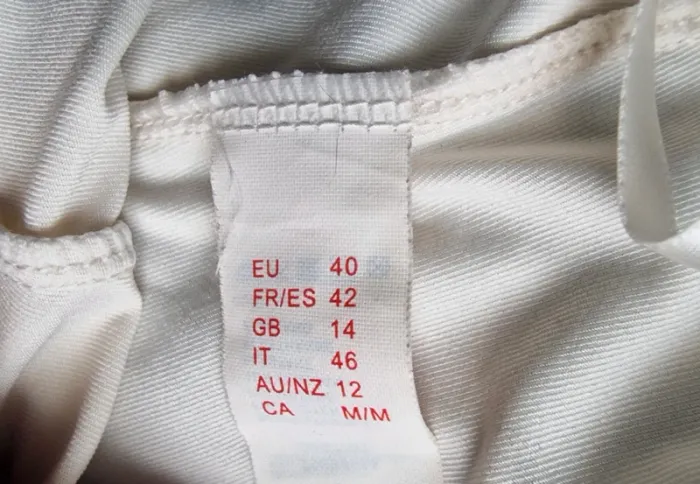 EU 40
FR/ES 42
GB 14
IT 46
AU/NZ 12
CA M/M